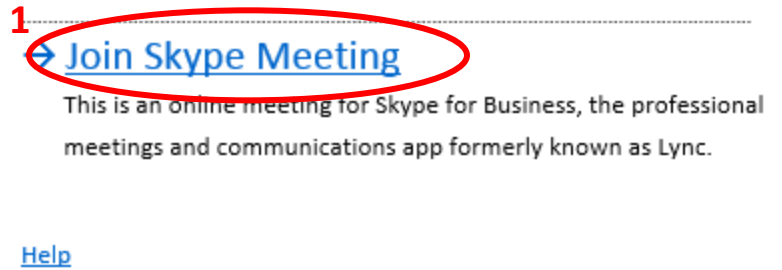 1
→ Join Skype Meeting
This is an online meeting for Skype for Business, the professional
meetings and communications app formerly known as Lync.
Help